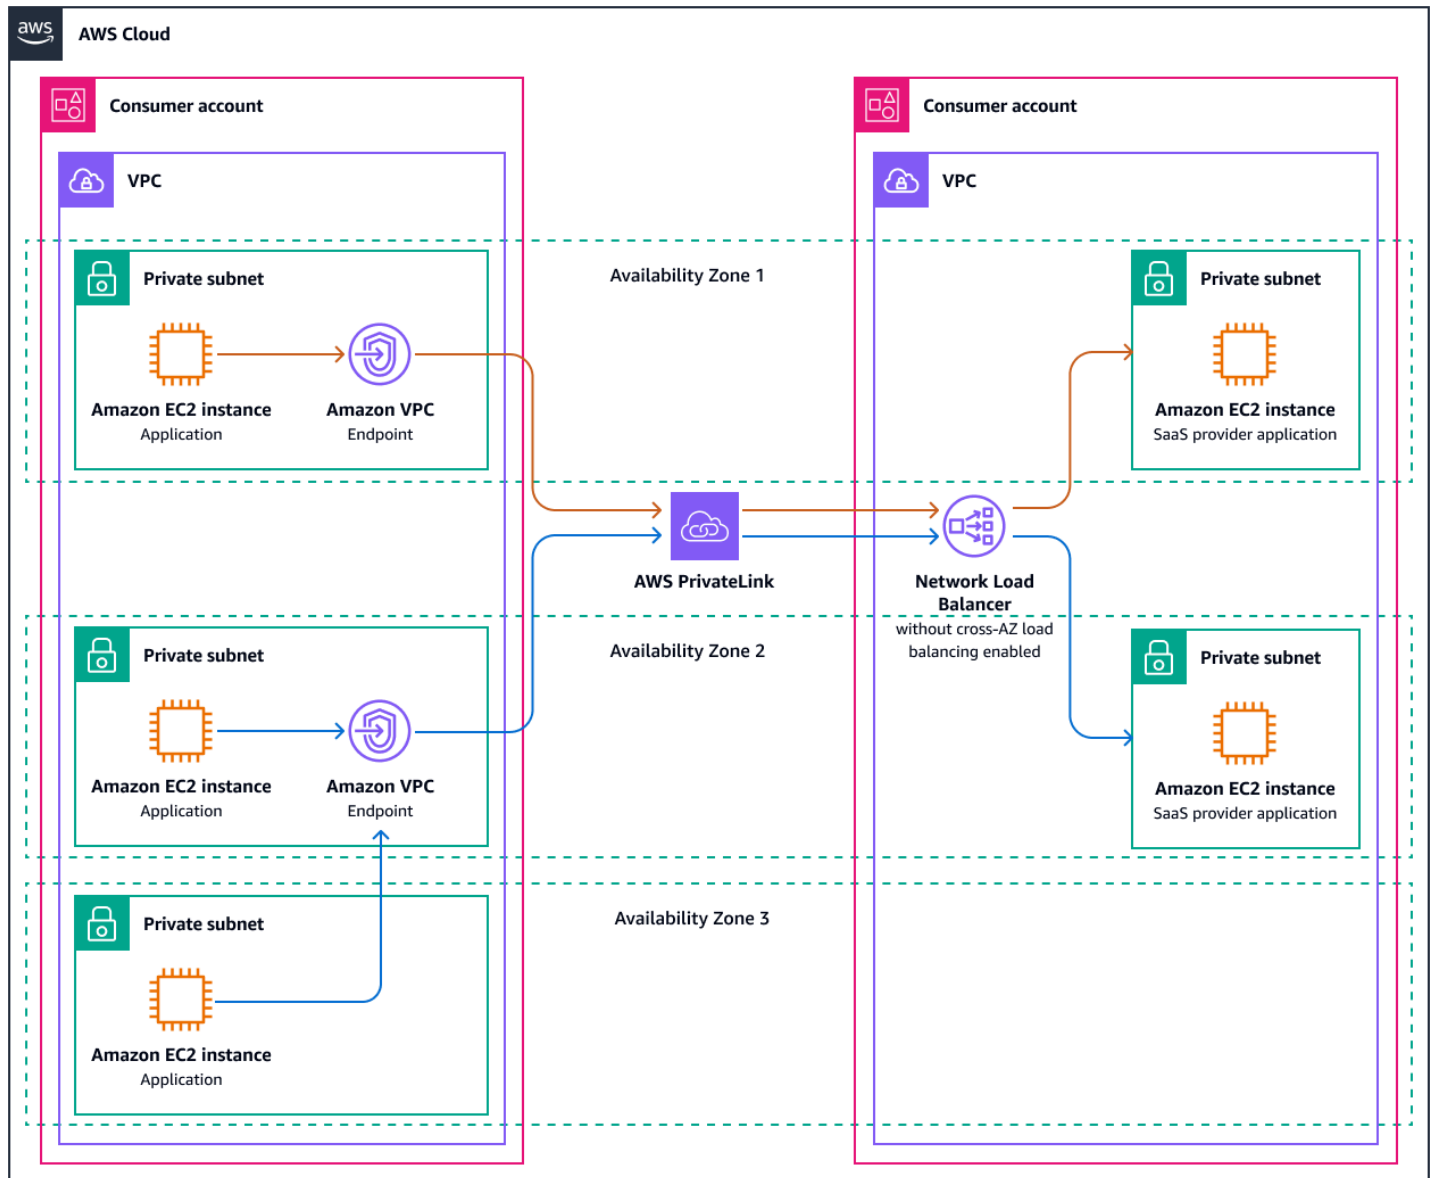 aws
AWS Cloud
Consumer account
VPC
Consumer account
VPC
Availability Zone 1
Private subnet
Amazon EC2 instance
Application
Amazon VPC
Endpoint
Private subnet
Amazon EC2 instance
SaaS provider application
AWS PrivateLink
Network Load
Balancer
without cross-AZ load
balancing enabled
Availability Zone 2
Private subnet
Amazon EC2 instance
Application
Amazon VPC
Endpoint
Private subnet
Amazon EC2 instance
SaaS provider application
Availability Zone 3
Private subnet
Amazon EC2 instance
Application